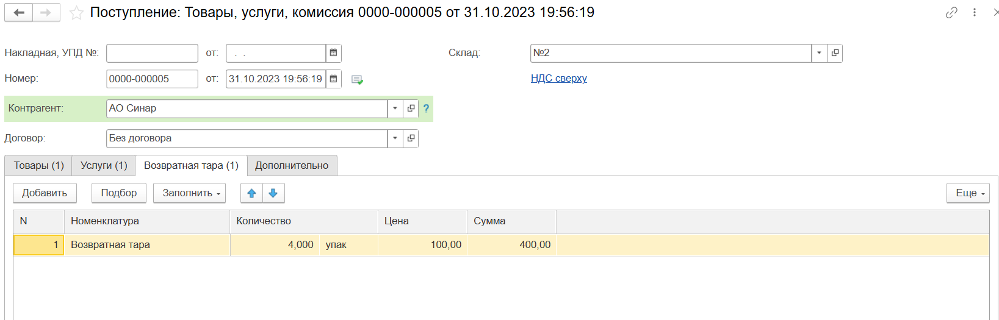 Поступление: Товары, услуги, комиссия 0000-000005 от 31.10.2023 19:56:19
Накладная, УПД №: от: . . Склад: №2
Номер: 0000-000005 от: 31.10.2023 19:56:19 НДС сверху
Контрагент: АО Синар ?
Договор: Без договора
Товары (1) Услуги (1) Возвратная тара (1) Дополнительно
Добавить Подбор Заполнить Еще
N Номенклатура Количество Цена Сумма
1 Возвратная тара 4,000 упак 100,00 400,00